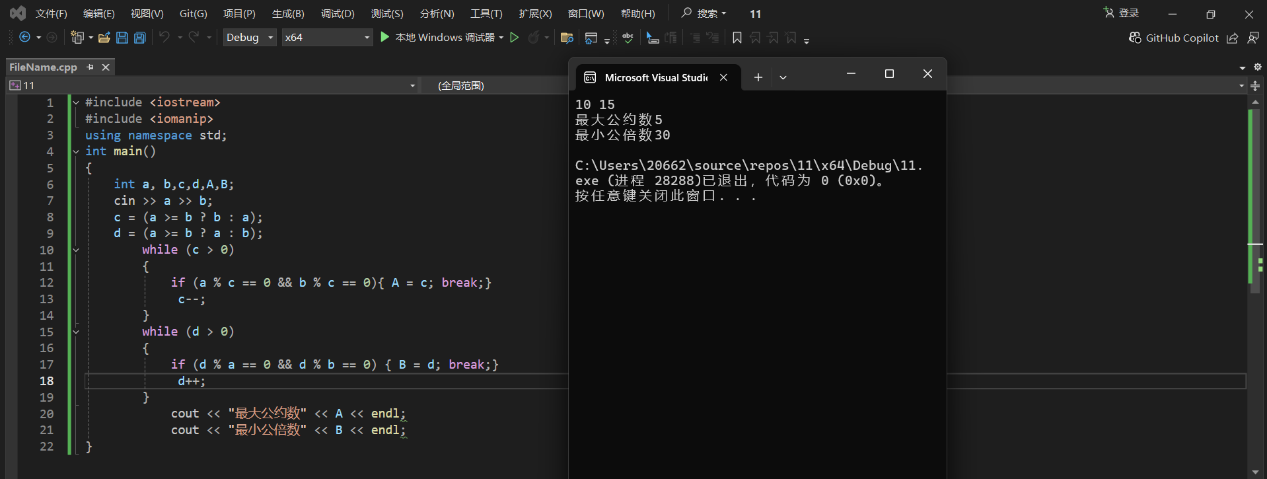 文件(F) 编辑(E) 视图(V) Git(G) 项目(P) 生成(B) 调试(D) 测试(S) 分析(N) 工具(T) 扩展(X) 窗口(W) 帮助(H) 搜索 11 登录
Debug x64 本地 Windows 调试器 GitHub Copilot
FileName.cpp
11 (全局范围)
1 #include <iostream>
2 #include <iomanip>
3 using namespace std;
4 int main()
5 {
6 int a, b,c,d,A,B;
7 cin >> a >> b;
8 c = (a >= b ? b : a);
9 d = (a >= b ? a : b);
10 while (c > 0)
11 {
12 if (a % c == 0 && b % c == 0){ A = c; break;}
13 c--;
14 }
15 while (d > 0)
16 {
17 if (d % a == 0 && d % b == 0) { B = d; break;}
18 d++;
19 }
20 cout << "最大公约数" << A << endl;
21 cout << "最小公倍数" << B << endl;
22 }
Microsoft Visual Studio
10 15
最大公约数5
最小公倍数30
C:\Users\20662\source\repos\11\x64\Debug\11.
exe (进程 28288)已退出，代码为 0 (0x0)。
按任意键关闭此窗口. . .